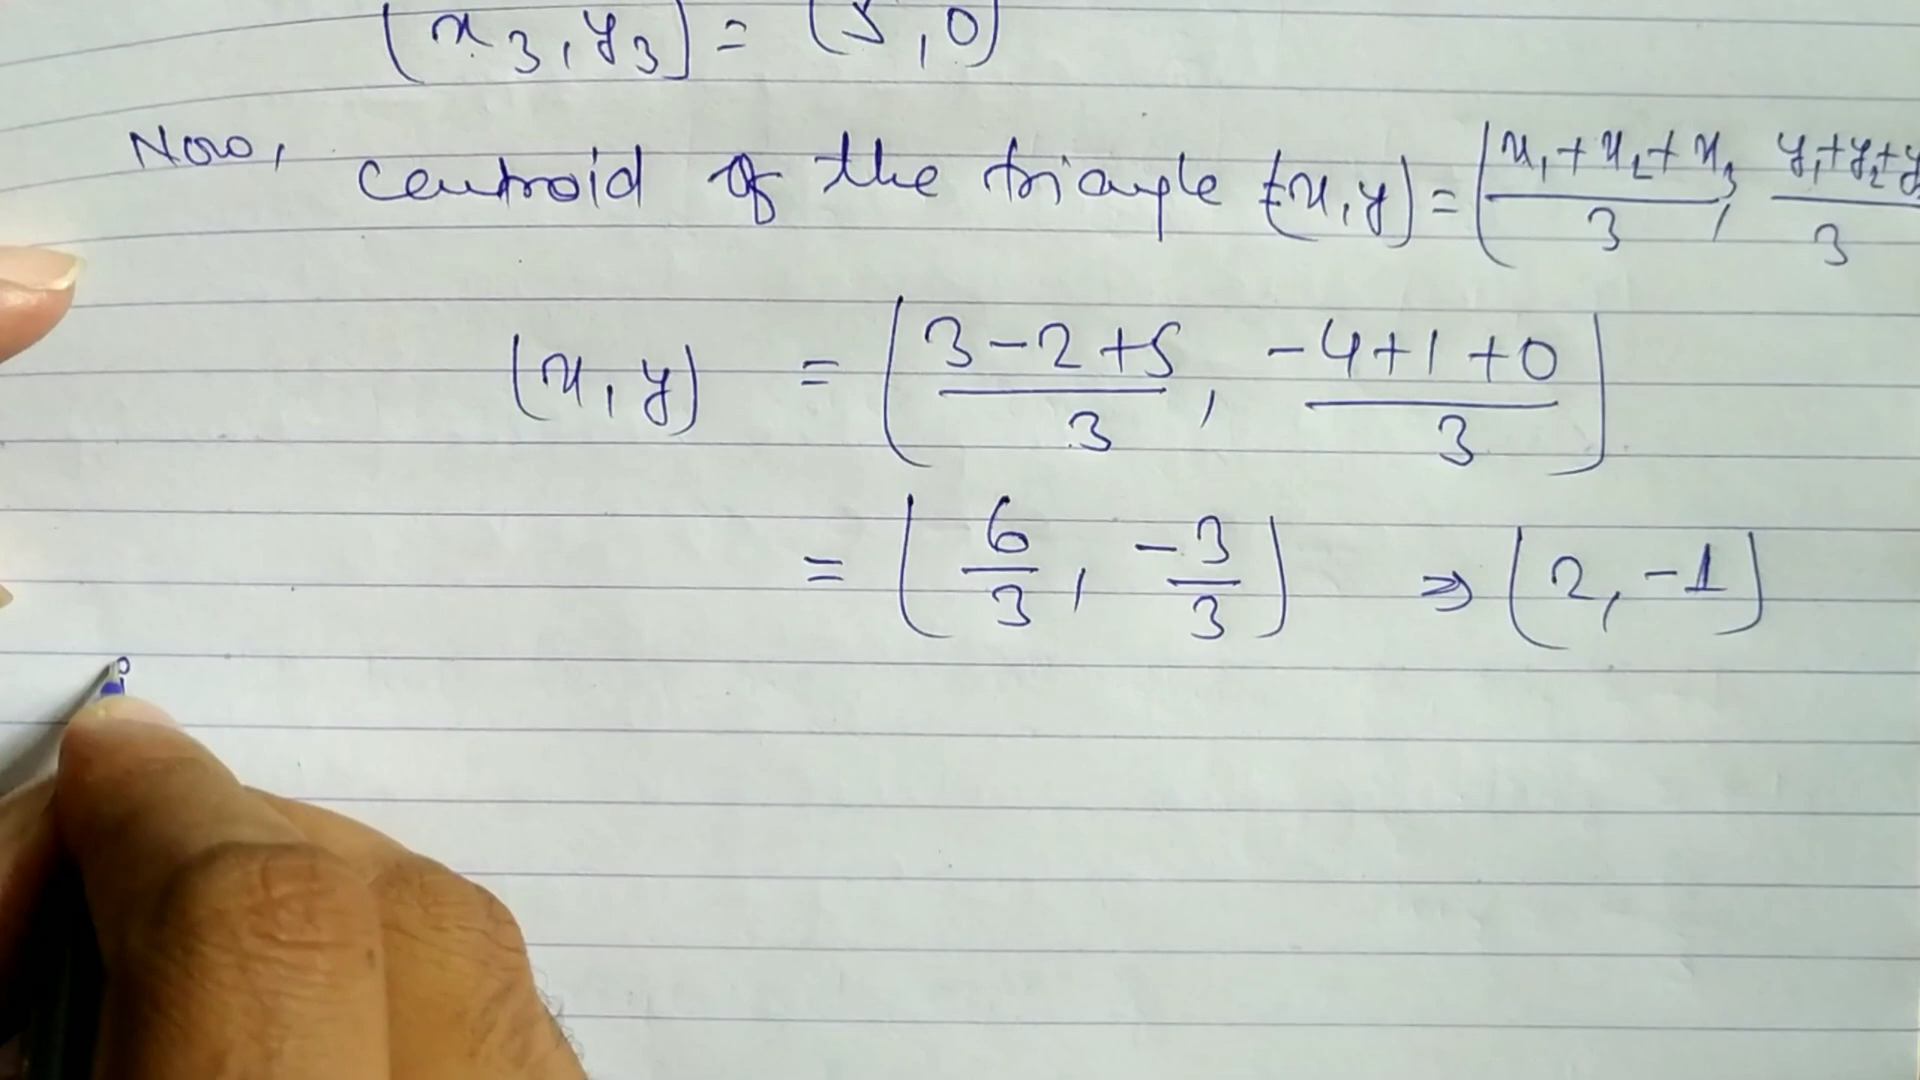 (x₃, y₃) = (5, 0)
Now, centroid of the triangle (x, y) = (x₁+x₂+x₃/3, y₁+y₂+y/3
(x, y) = (3-2+5/3, -4+1+0/3)
= (6/3, -3/3) ⇒ (2, -1)